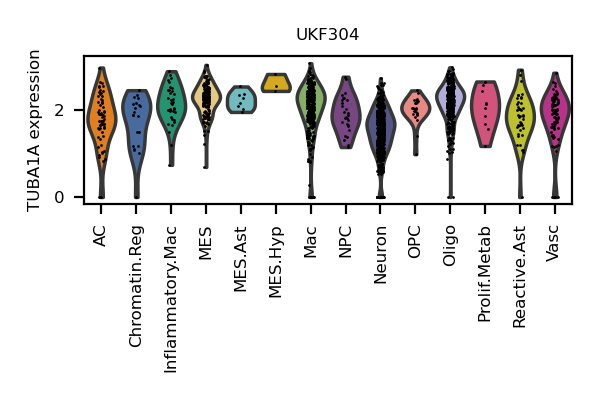 UKF304
TUBA1A expression
2
0
AC
Chromatin.Reg
Inflammatory.Mac
MES
MES.Ast
MES.Hyp
Mac
NPC
Neuron
OPC
Oligo
Prolif.Metab
Reactive.Ast
Vasc